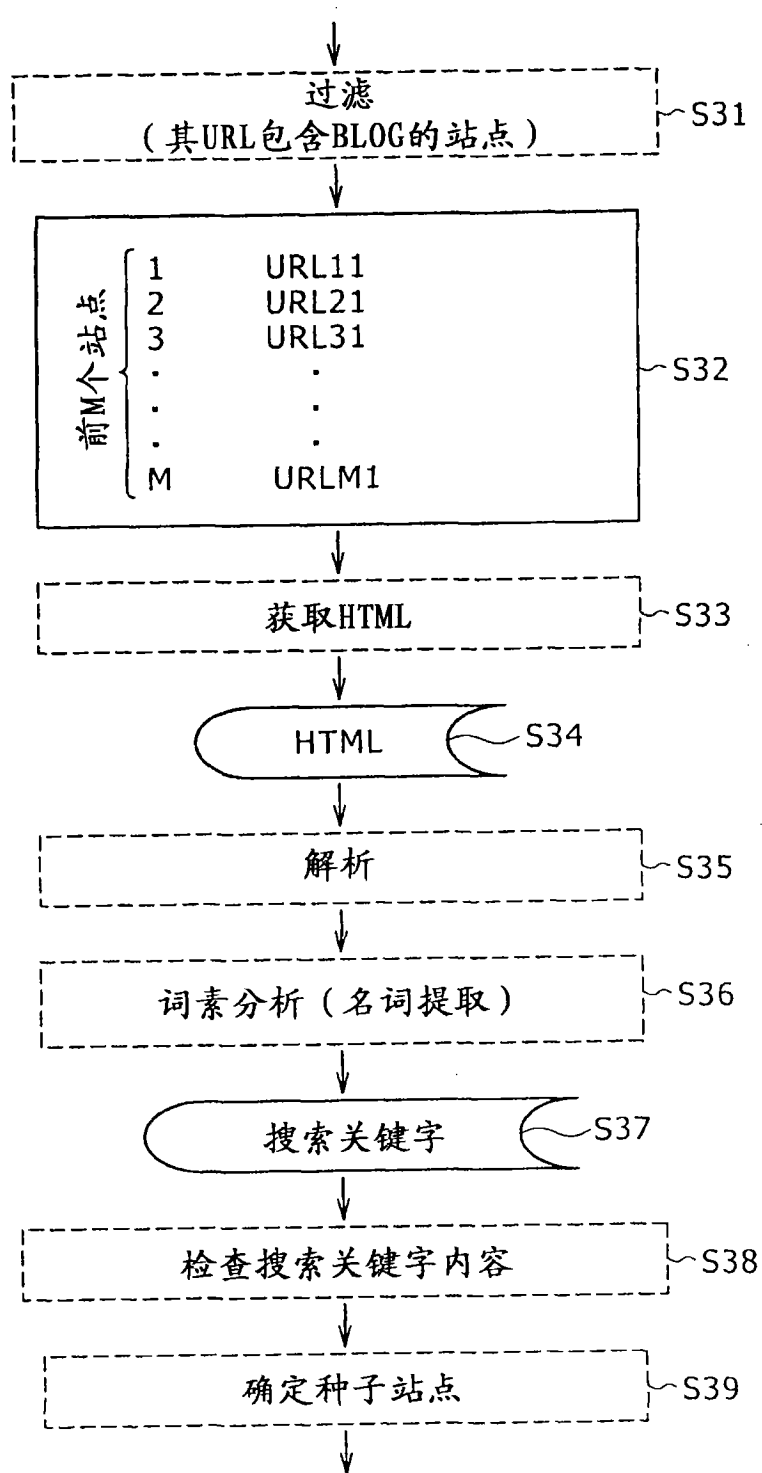 过滤
（其URL包含BLOG的站点）
S31
前M个站点
1 URL11
2 URL21
3 URL31
. .
. .
. .
M URLM1
S32
获取HTML
S33
HTML
S34
解析
S35
词素分析（名词提取）
S36
搜索关键字
S37
检查搜索关键字内容
S38
确定种子站点
S39